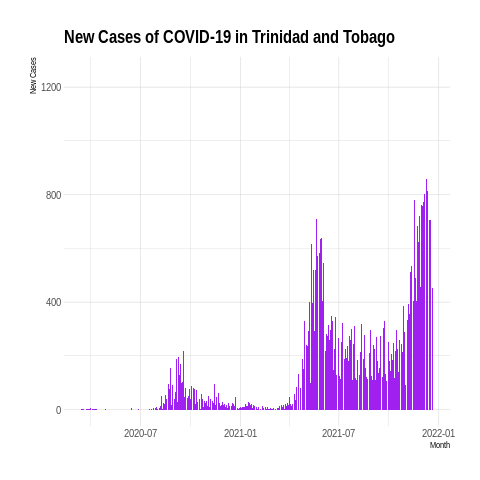 New Cases of COVID-19 in Trinidad and Tobago
New Cases
1200
800
400
0
2020-07
2021-01
2021-07
2022-01
Month